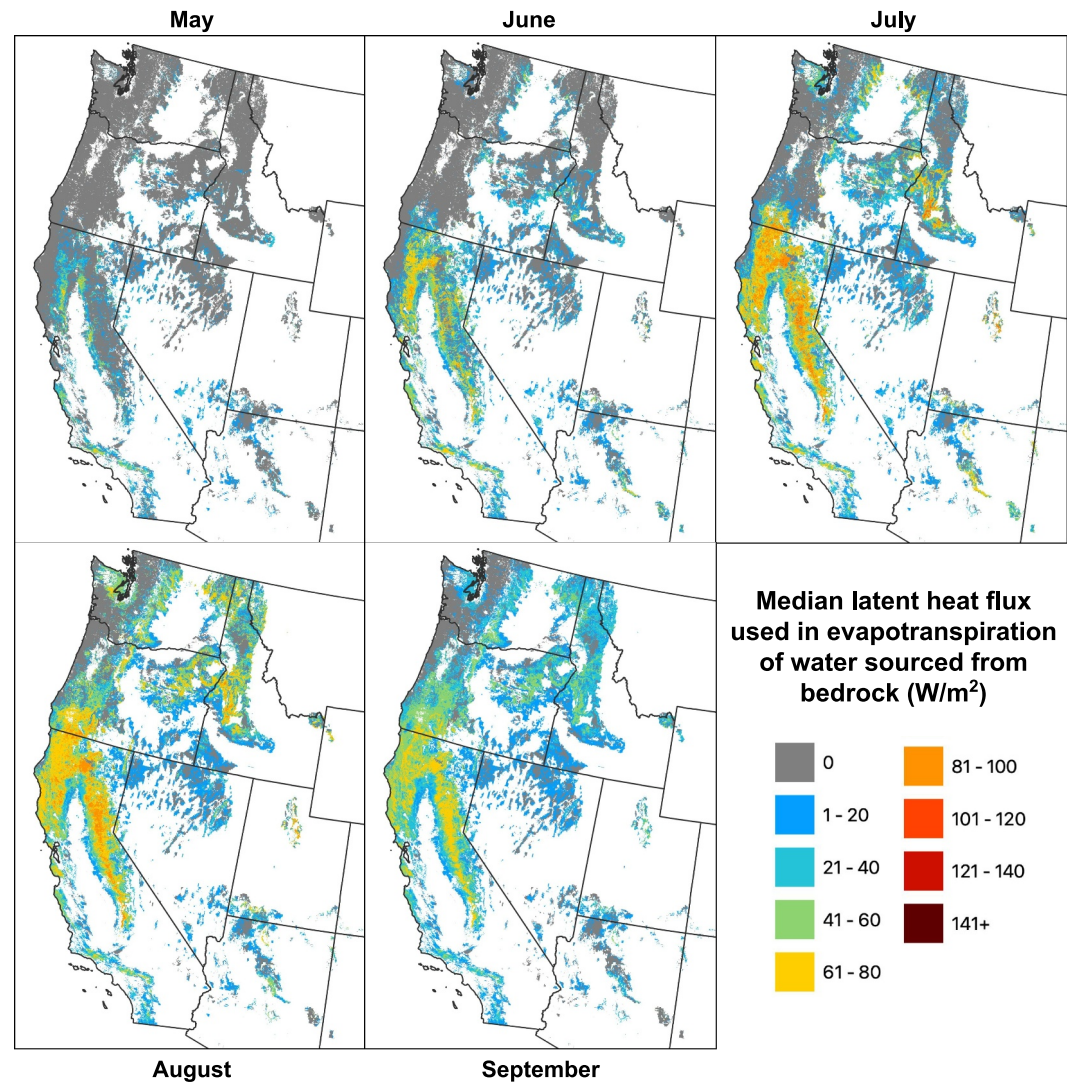 May
June
July
August
September
Median latent heat flux
used in evapotranspiration
of water sourced from
bedrock (W/m²)
0
1 - 20
21 - 40
41 - 60
61 - 80
81 - 100
101 - 120
121 - 140
141+